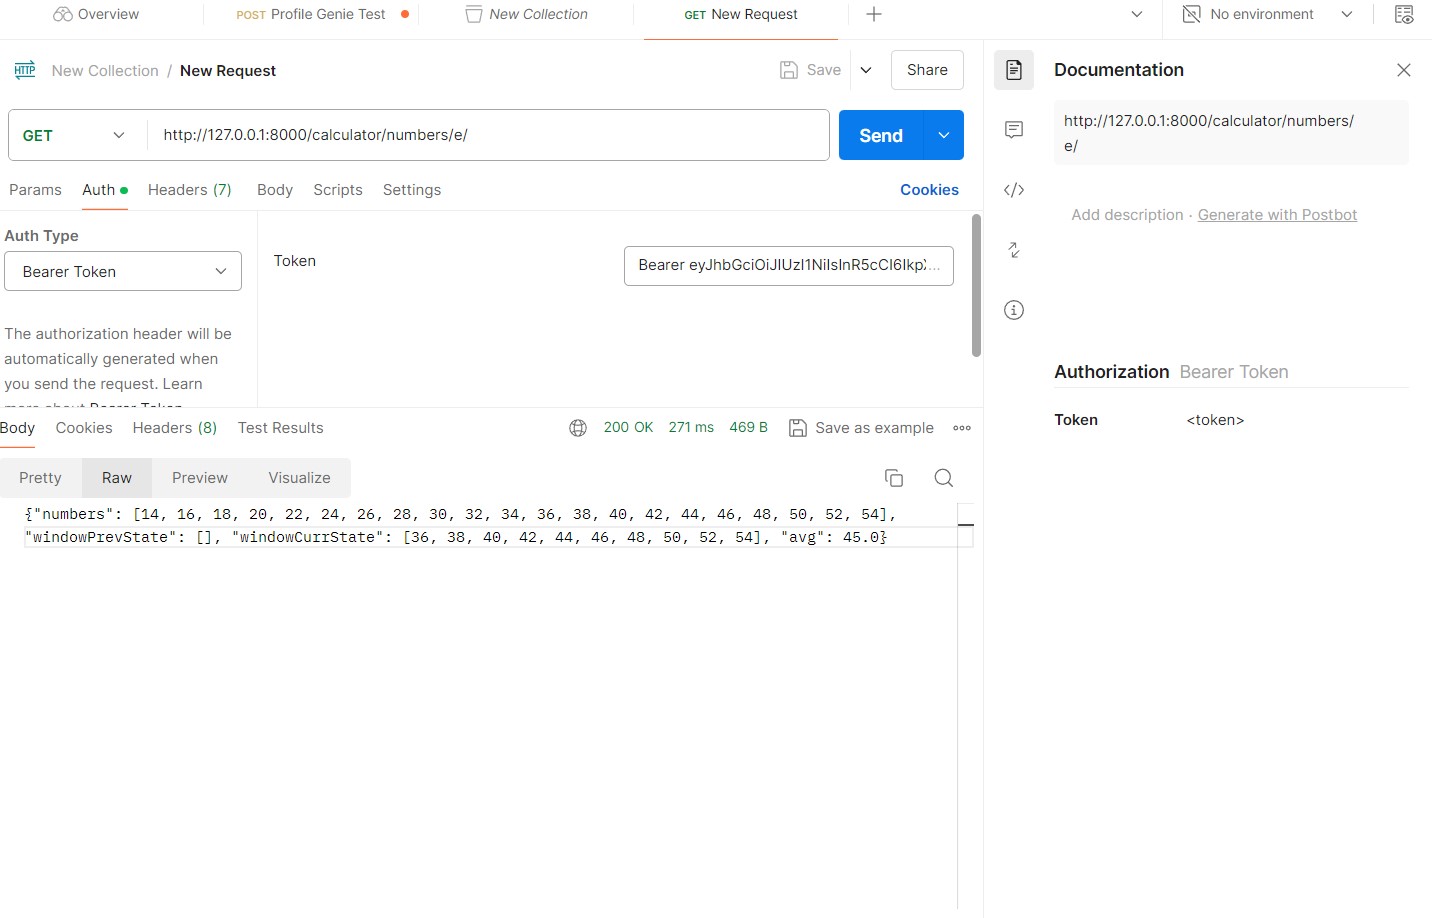 Overview
POST Profile Genie Test
New Collection
GET New Request
No environment
HTTP New Collection / New Request
Save
Share
GET
http://127.0.0.1:8000/calculator/numbers/e/
Send
Params
Auth
Headers (7)
Body
Scripts
Settings
Cookies
Auth Type
Bearer Token
The authorization header will be
automatically generated when
you send the request. Learn
more about Bearer Token
Token
Bearer eyJhbGciOiJIUzI1NiIsInR5cCI6IkpX...
Body
Cookies
Headers (8)
Test Results
200 OK
271 ms
469 B
Save as example
Pretty
Raw
Preview
Visualize
{"numbers": [14, 16, 18, 20, 22, 24, 26, 28, 30, 32, 34, 36, 38, 40, 42, 44, 46, 48, 50, 52, 54],
"windowPrevState": [], "windowCurrState": [36, 38, 40, 42, 44, 46, 48, 50, 52, 54], "avg": 45.0}
Documentation
http://127.0.0.1:8000/calculator/numbers/
e/
Add description · Generate with Postbot
Authorization Bearer Token
Token
<token>